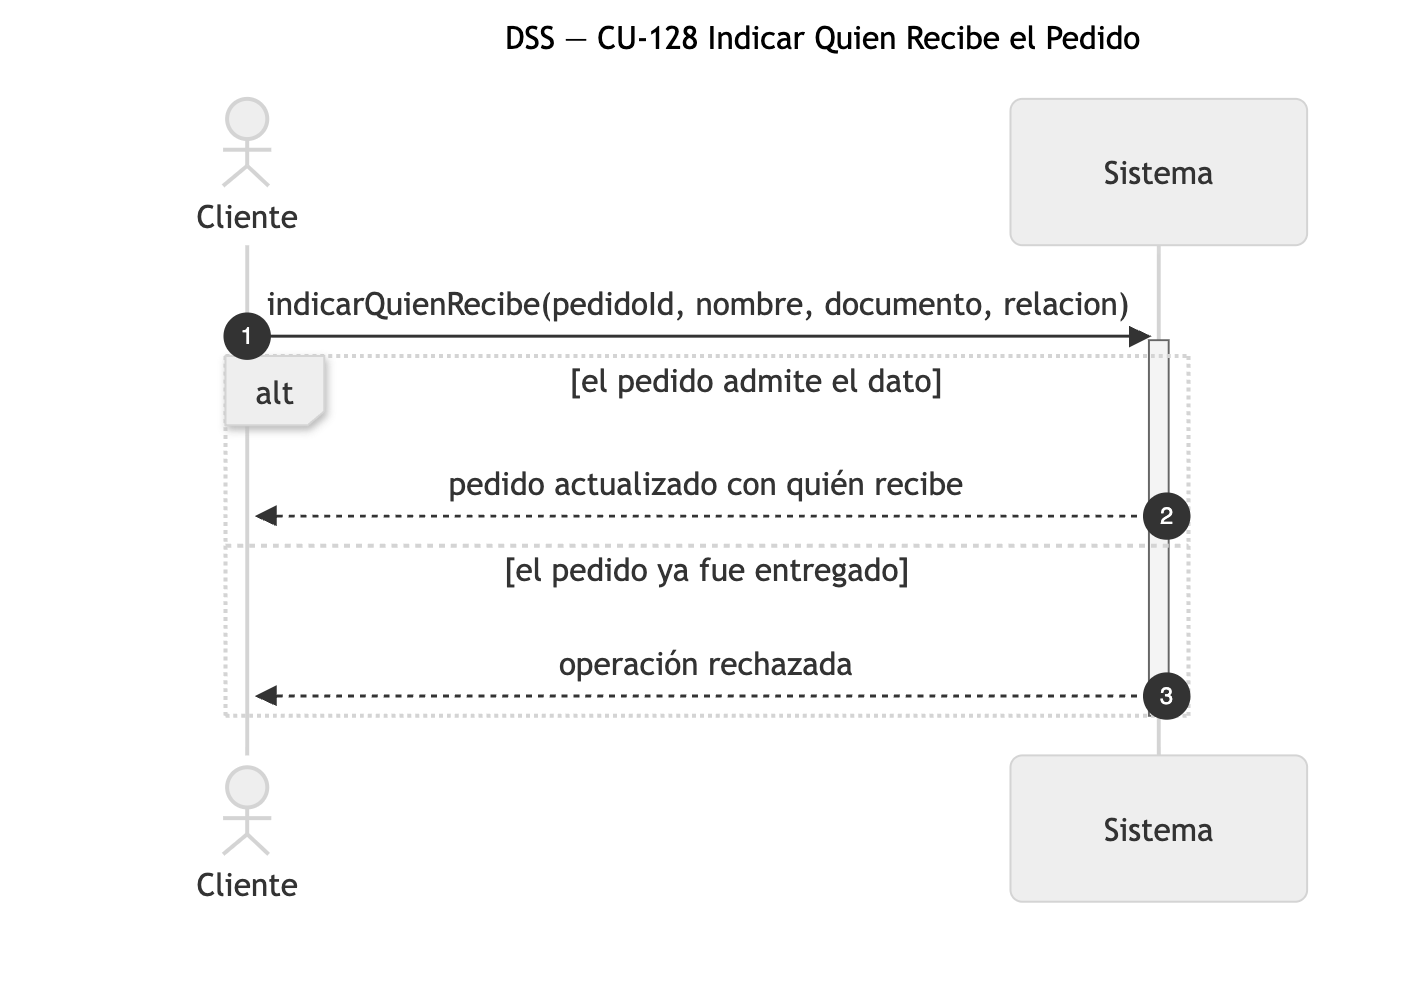 DSS — CU-128 Indicar Quien Recibe el Pedido
Cliente
Sistema
indicarQuienRecibe(pedidoId, nombre, documento, relacion)
1
alt
[el pedido admite el dato]
pedido actualizado con quién recibe
2
[el pedido ya fue entregado]
operación rechazada
3
Cliente
Sistema